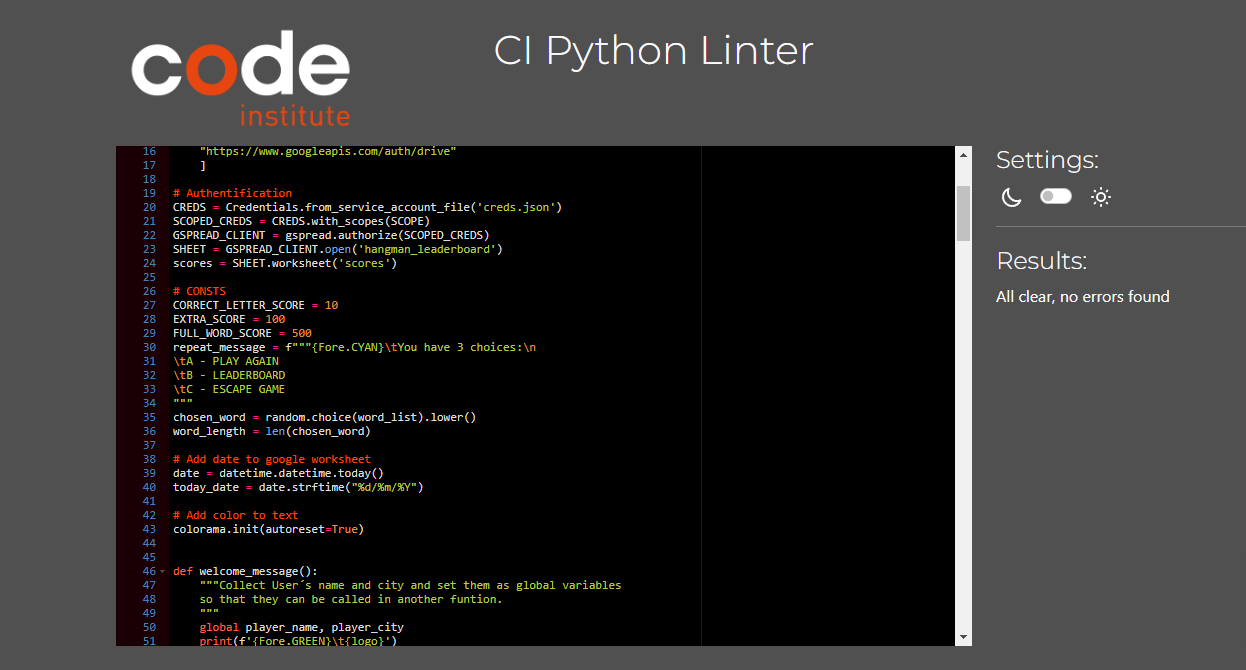 code
institute
CI Python Linter
16 "https://www.googleapis.com/auth/drive"
17 ]
18
19 # Authentification
20 CREDS = Credentials.from_service_account_file('creds.json')
21 SCOPED_CREDS = CREDS.with_scopes(SCOPE)
22 GSPREAD_CLIENT = gspread.authorize(SCOPED_CREDS)
23 SHEET = GSPREAD_CLIENT.open('hangman_leaderboard')
24 scores = SHEET.worksheet('scores')
25
26 # CONSTS
27 CORRECT_LETTER_SCORE = 10
28 EXTRA_SCORE = 100
29 FULL_WORD_SCORE = 500
30 repeat_message = f"""{Fore.CYAN}\tYou have 3 choices:\n
31 \tA - PLAY AGAIN
32 \tB - LEADERBOARD
33 \tC - ESCAPE GAME
34 """
35 chosen_word = random.choice(word_list).lower()
36 word_length = len(chosen_word)
37
38 # Add date to google worksheet
39 date = datetime.datetime.today()
40 today_date = date.strftime("%d/%m/%Y")
41
42 # Add color to text
43 colorama.init(autoreset=True)
44
45
46 def welcome_message():
47 """Collect User´s name and city and set them as global variables
48 so that they can be called in another funtion.
49 """
50 global player_name, player_city
51 print(f'{Fore.GREEN}\t{logo}')
Settings:
Results:
All clear, no errors found